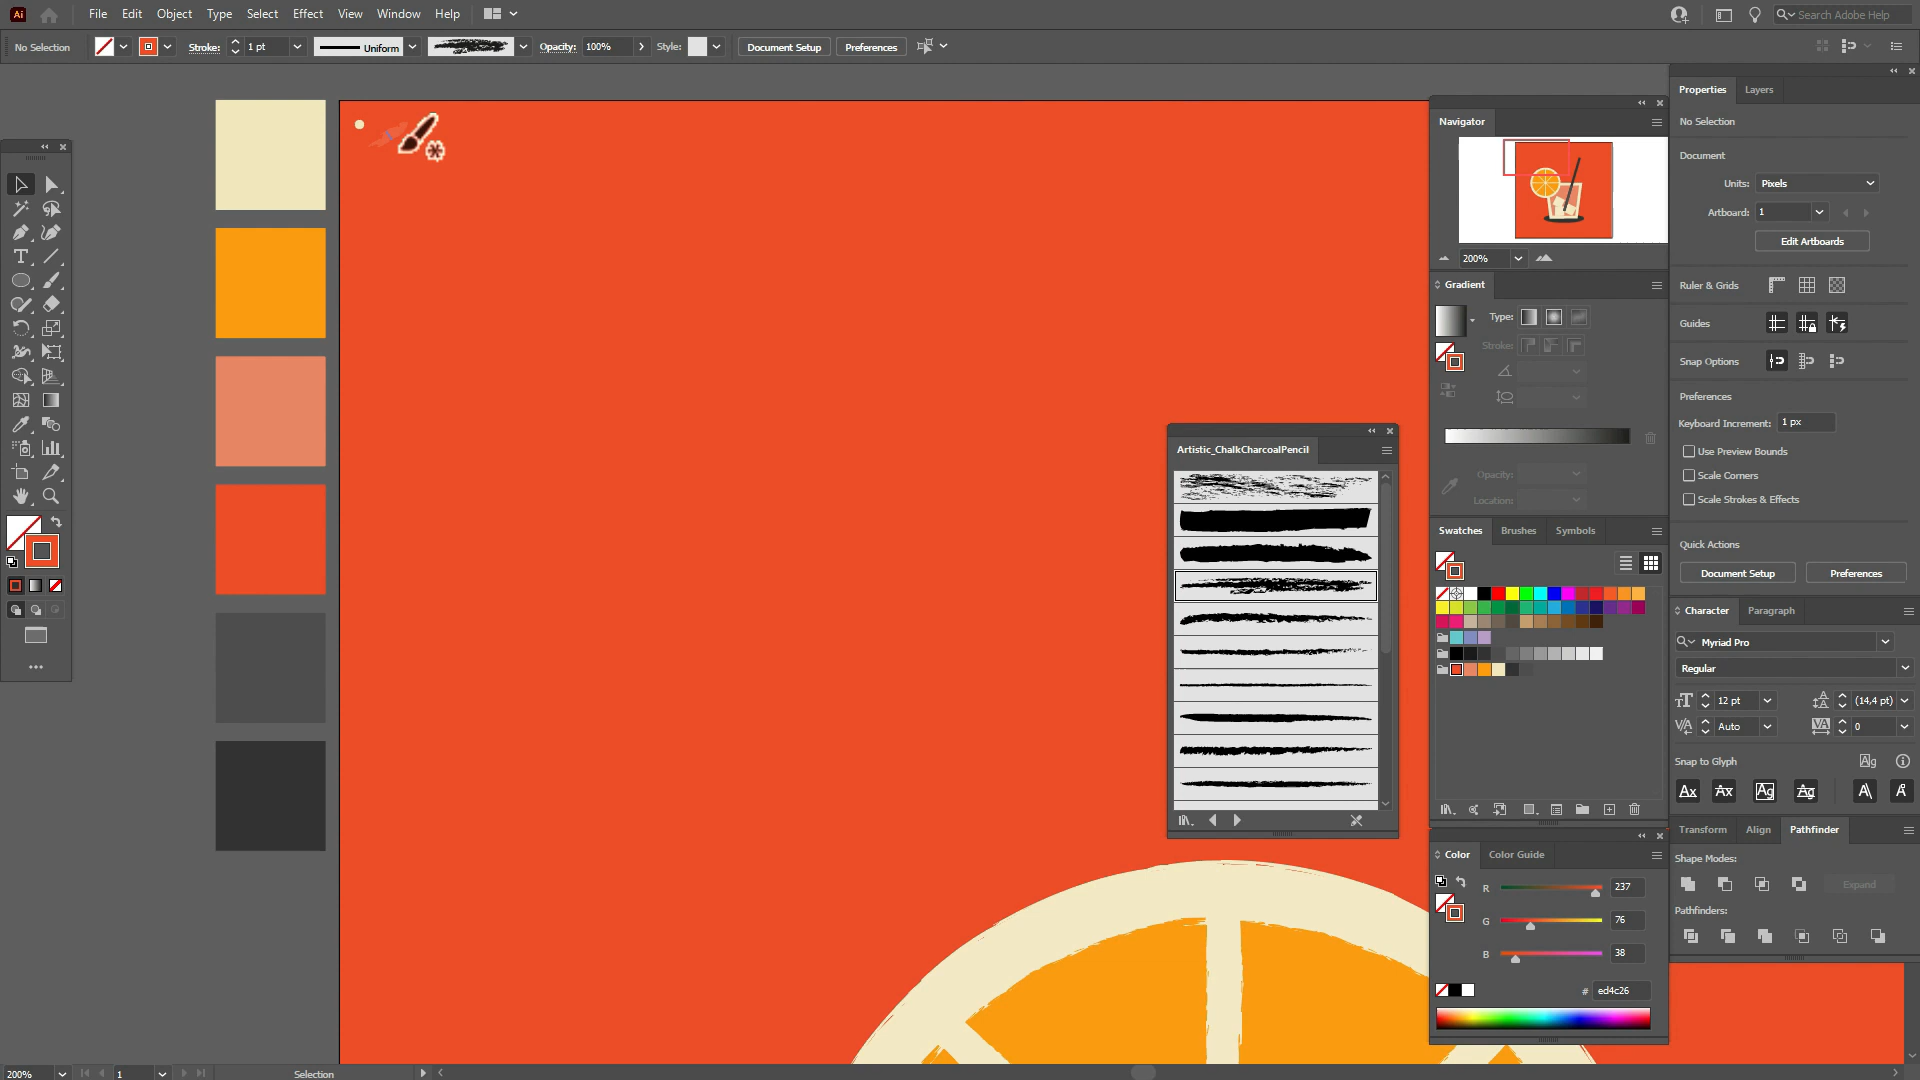 Ai File Edit Object Type Select Effect View Window Help Search Adobe Help
No Selection Stroke: 1 pt Uniform Opacity: 100% Style: Document Setup Preferences
Properties Layers
No Selection
Document
Units: Pixels
Artboard: 1
Edit Artboards
Ruler & Grids
Guides
Snap Options
Preferences
Keyboard Increment: 1 px
Use Preview Bounds
Scale Corners
Scale Strokes & Effects
Quick Actions
Document Setup Preferences
Navigator
200%
Gradient
Type:
Stroke:
Opacity:
Location:
Artistic_ChalkCharcoalPencil
Swatches Brushes Symbols
Character Paragraph
Myriad Pro
Regular
12 pt (14,4 pt)
Auto 0
Snap to Glyph
Transform Align Pathfinder
Shape Modes:
Expand
Pathfinders:
Color Color Guide
R 237
G 76
B 38
# ed4c26
200% 1 Selection